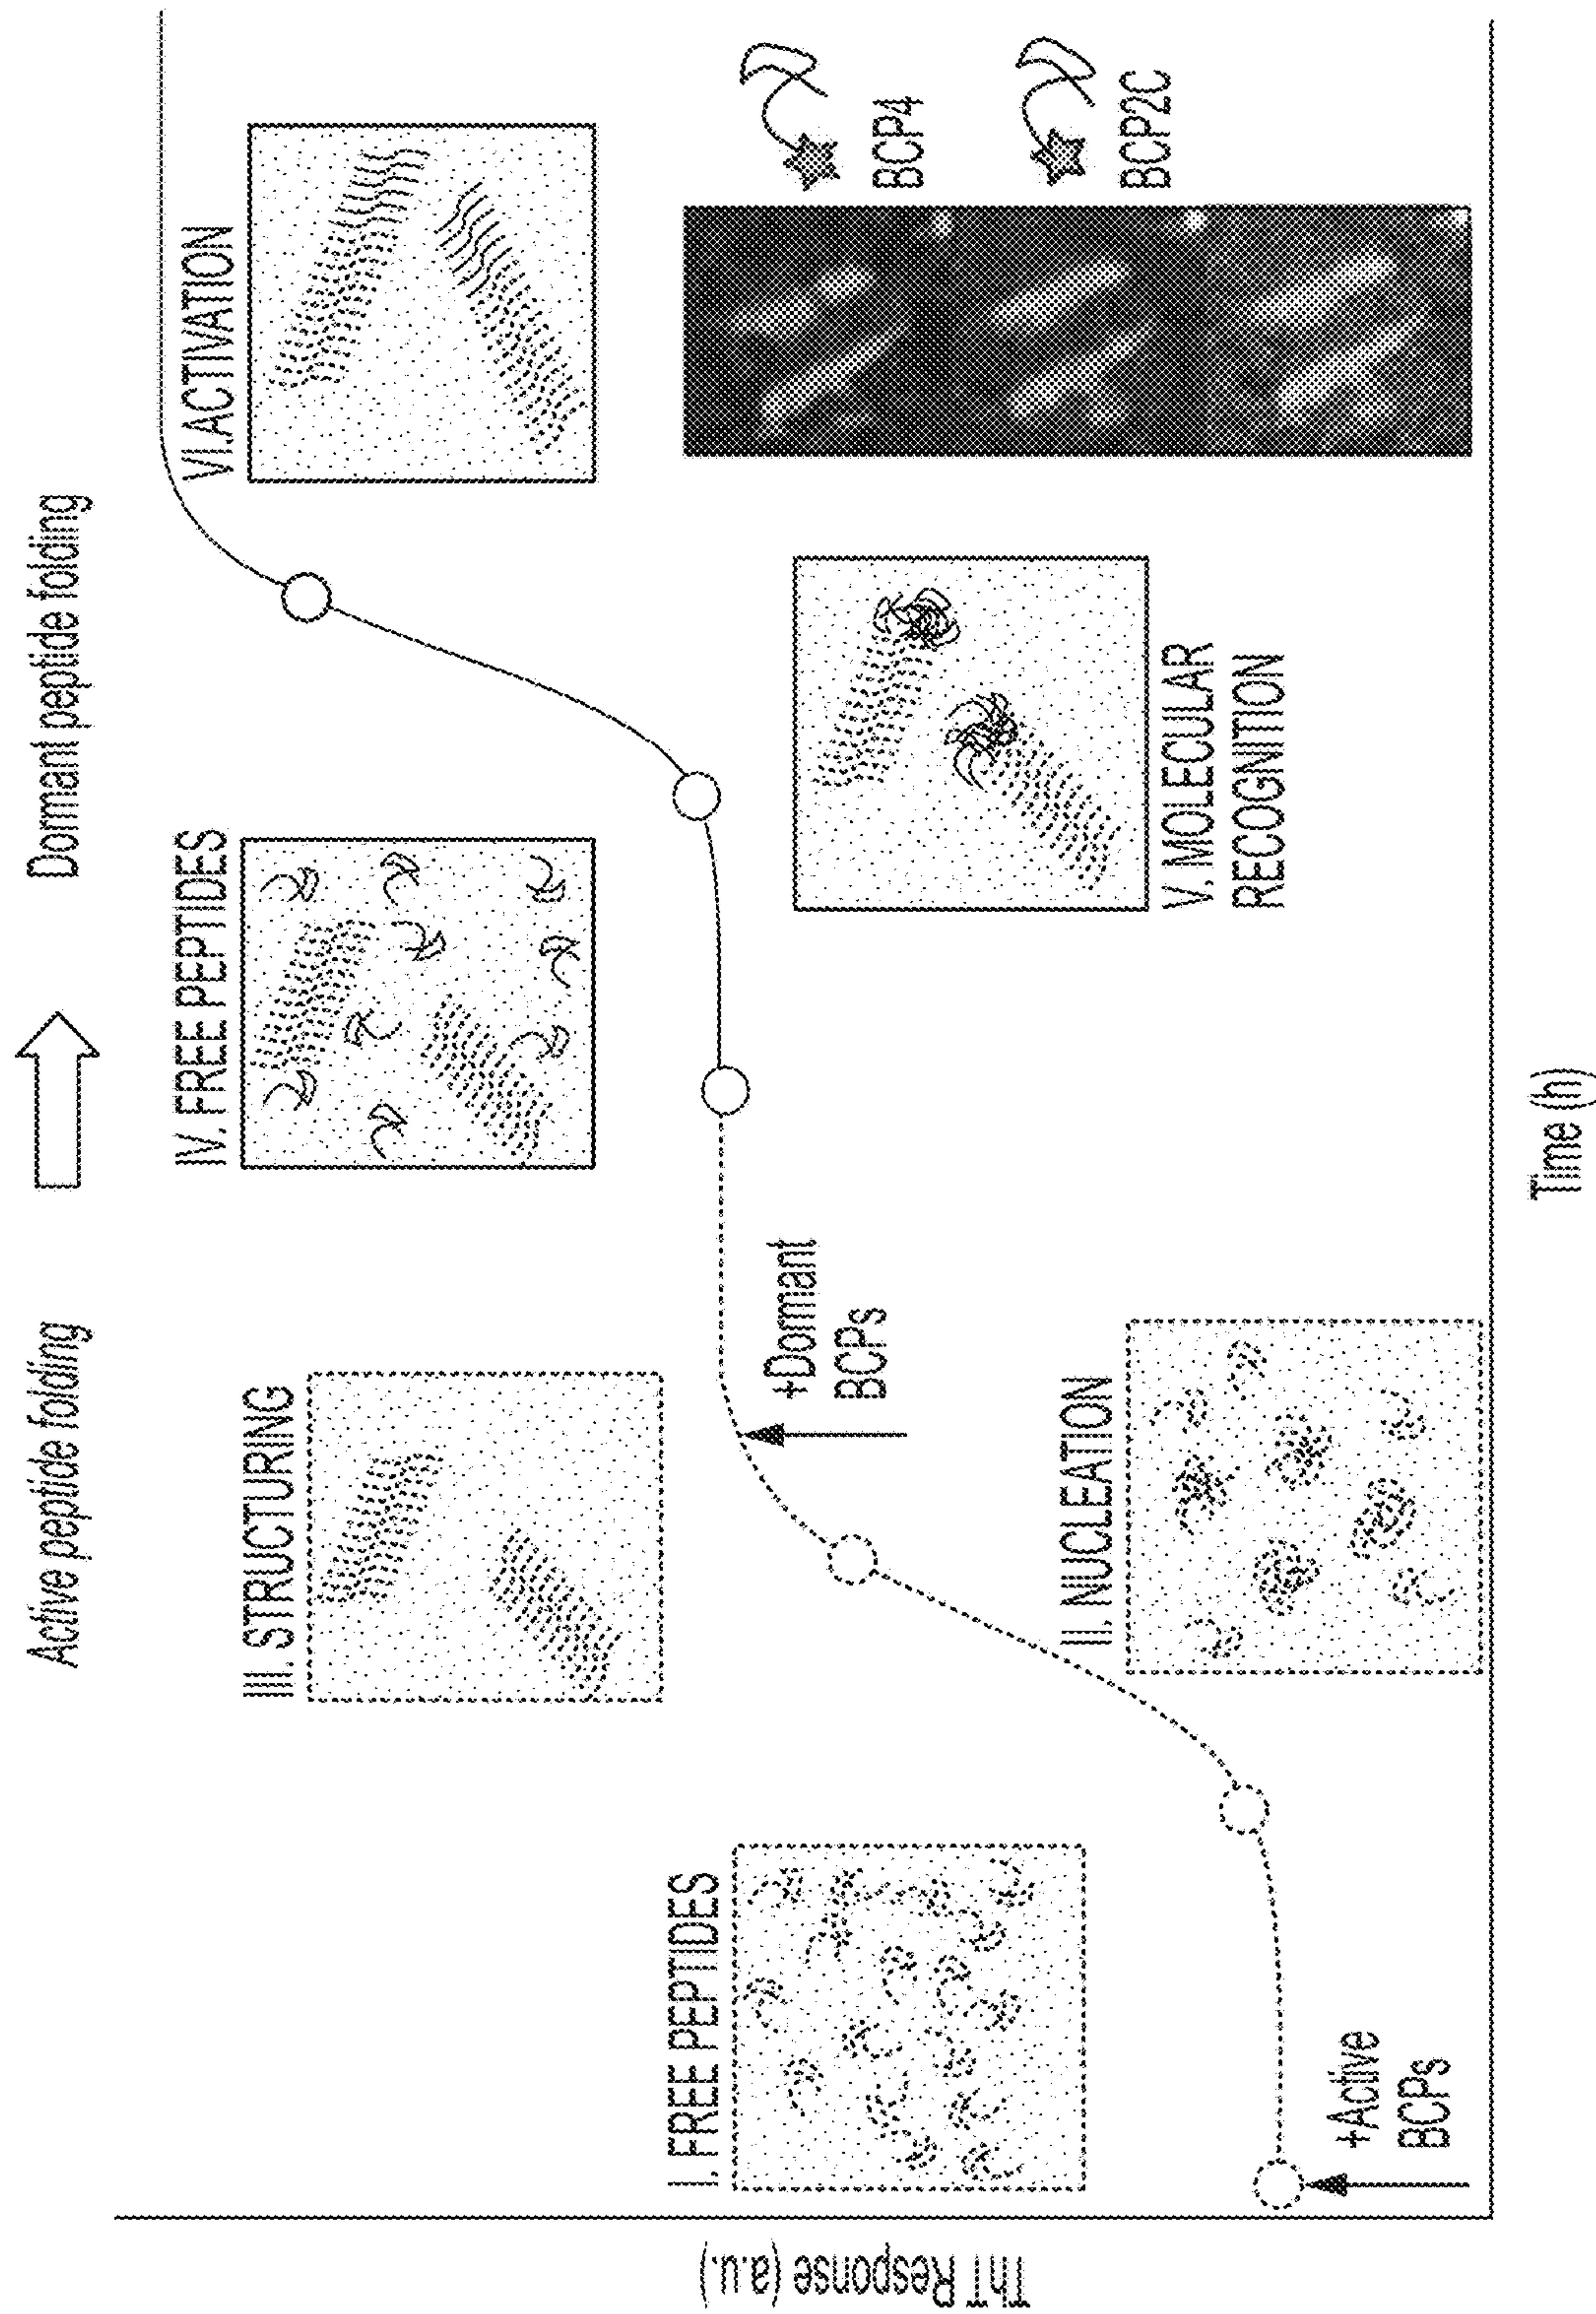 Active peptide folding
Dormant peptide folding
ThT Response (a.u.)
I. FREE PEPTIDES
+Active
BCPs
II. NUCLEATION
III. STRUCTURING
+Dormant
BCPs
IV. FREE PEPTIDES
V. MOLECULAR
RECOGNITION
VI.ACTIVATION
BCP4
BCP2C
Time (h)